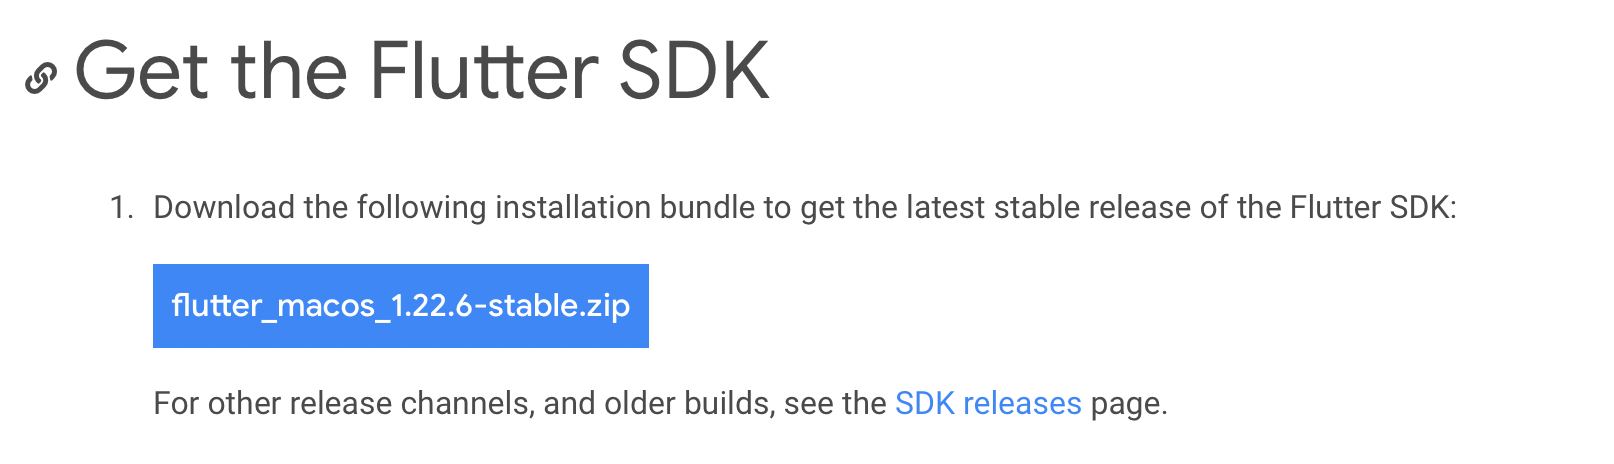 Get the Flutter SDK
1. Download the following installation bundle to get the latest stable release of the Flutter SDK:
flutter_macos_1.22.6-stable.zip
For other release channels, and older builds, see the SDK releases page.